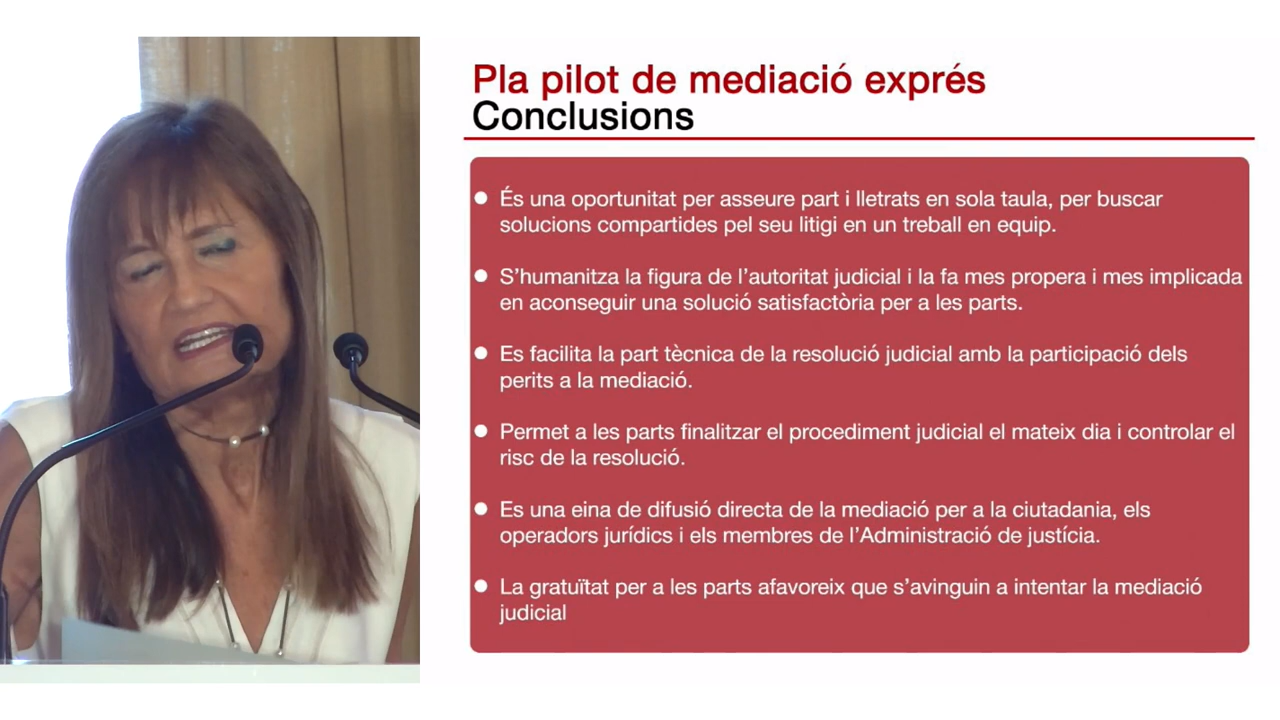 Pla pilot de mediació exprés
Conclusions
● És una oportunitat per asseure part i lletrats en sola taula, per buscar
solucions compartides pel seu litigi en un treball en equip.
● S’humanitza la figura de l’autoritat judicial i la fa mes propera i mes implicada
en aconseguir una solució satisfactòria per a les parts.
● Es facilita la part tècnica de la resolució judicial amb la participació dels
perits a la mediació.
● Permet a les parts finalitzar el procediment judicial el mateix dia i controlar el
risc de la resolució.
● Es una eina de difusió directa de la mediació per a la ciutadania, els
operadors jurídics i els membres de l’Administració de justícia.
● La gratuïtat per a les parts afavoreix que s’avinguin a intentar la mediació
judicial